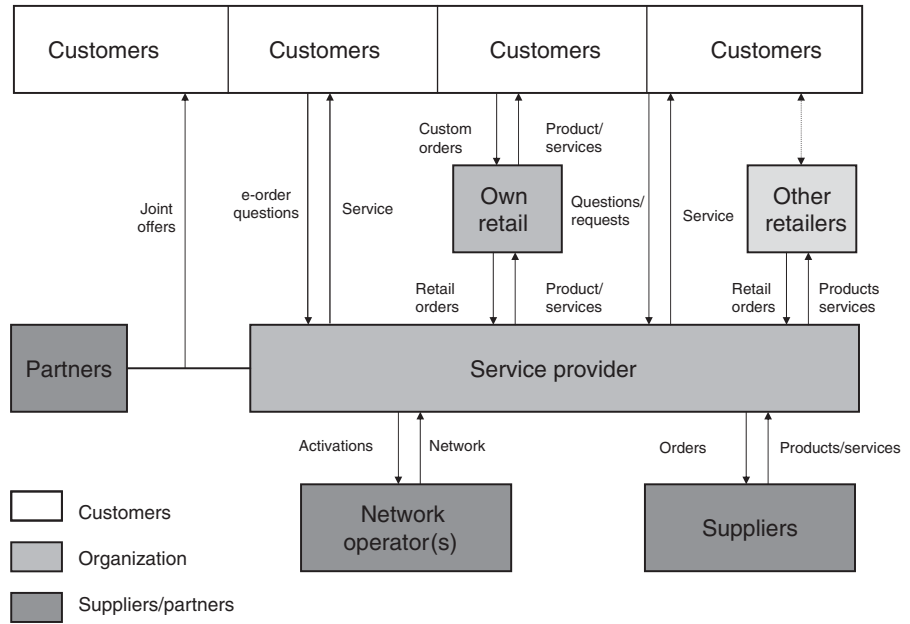 Customers
Customers
Customers
Customers
Custom
orders
Product/
services
Joint
offers
e-order
questions
Service
Own
retail
Questions/
requests
Service
Other
retailers
Retail
orders
Product/
services
Retail
orders
Products
services
Partners
Service provider
Activations
Network
Orders
Products/services
Network
operator(s)
Suppliers
Customers
Organization
Suppliers/partners